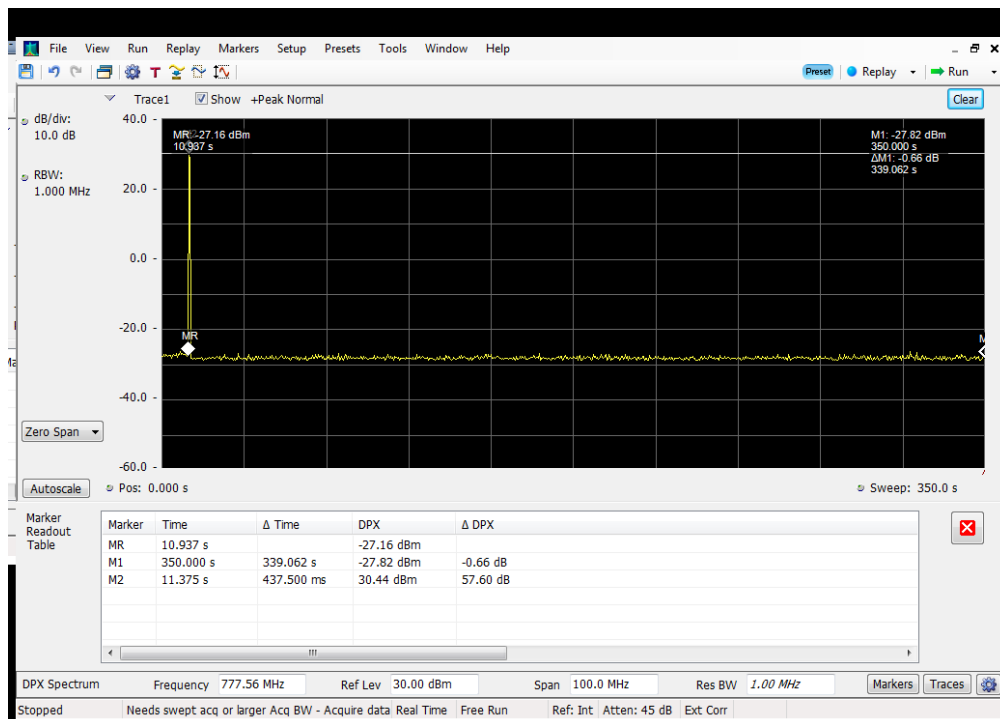 File View Run Replay Markers Setup Presets Tools Window Help
Preset Replay Run
Trace1 Show +Peak Normal Clear
dB/div:
10.0 dB
RBW:
1.000 MHz
40.0 -
20.0 -
0.0 -
-20.0 -
-40.0 -
-60.0 -
MR: -27.16 dBm
10.937 s
M1: -27.82 dBm
350.000 s
ΔM1: -0.66 dB
339.062 s
MR
M
Zero Span
Autoscale Pos: 0.000 s Sweep: 350.0 s
Marker
Readout
Table
Marker Time Δ Time DPX Δ DPX
MR 10.937 s -27.16 dBm
M1 350.000 s 339.062 s -27.82 dBm -0.66 dB
M2 11.375 s 437.500 ms 30.44 dBm 57.60 dB
DPX Spectrum Frequency 777.56 MHz Ref Lev 30.00 dBm Span 100.0 MHz Res BW 1.00 MHz Markers Traces
Stopped Needs swept acq or larger Acq BW - Acquire data Real Time Free Run Ref: Int Atten: 45 dB Ext Corr